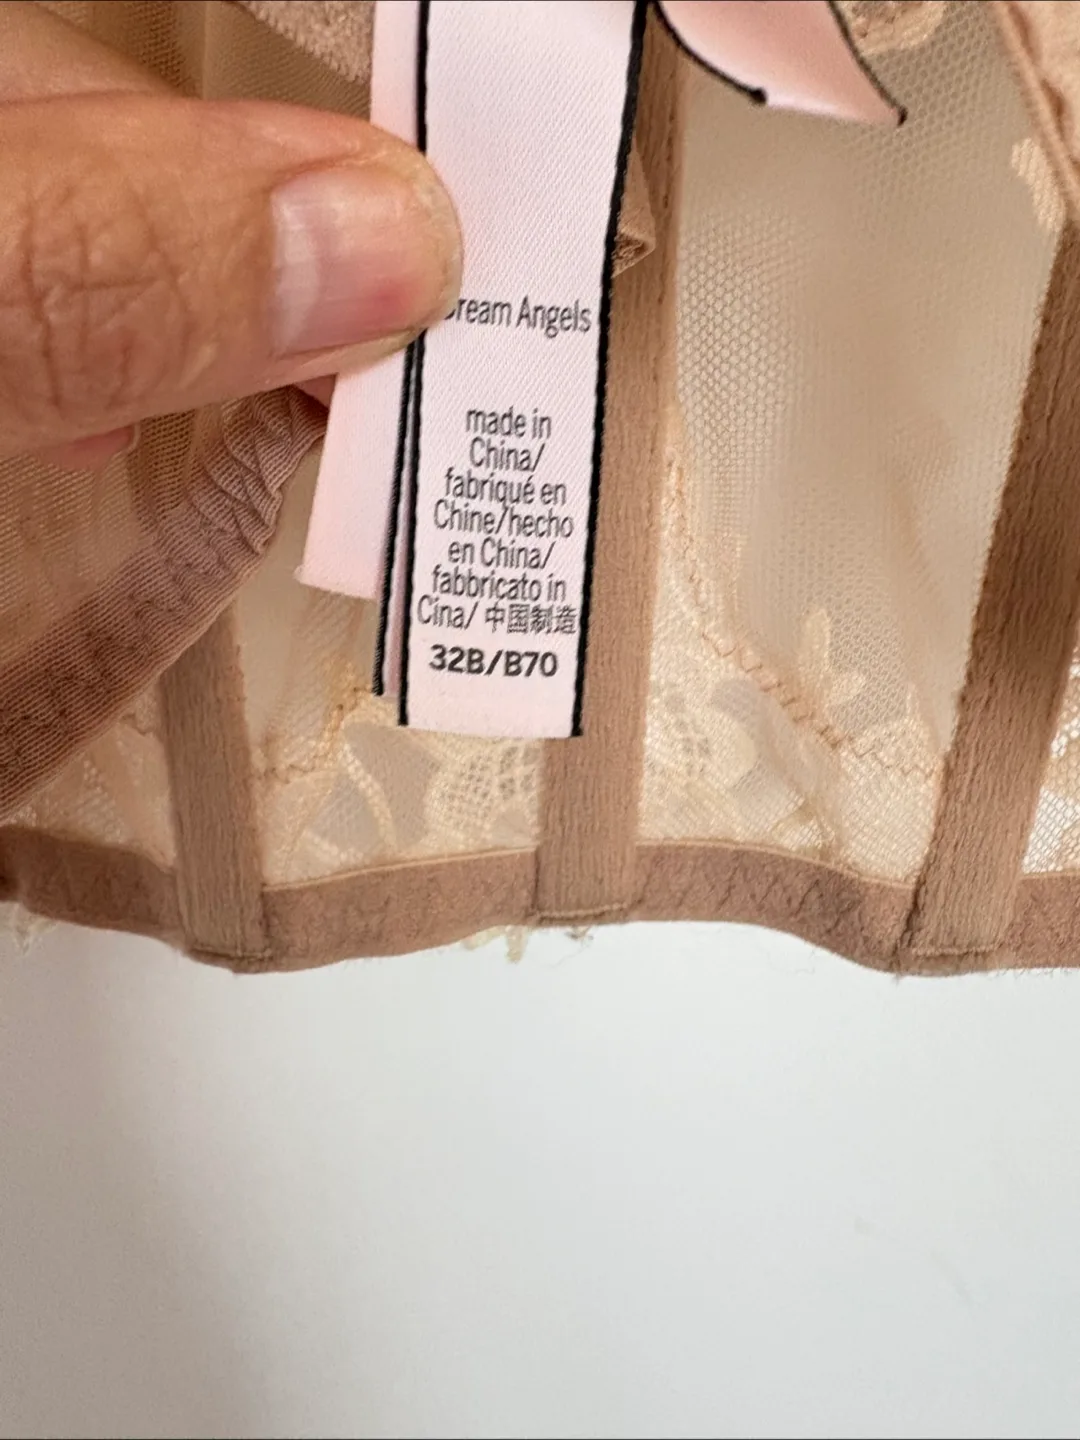 Dream Angels
made in
China/
fabriqué en
Chine/hecho
en China/
fabbricato in
Cina/ 中国制造
32B/B70